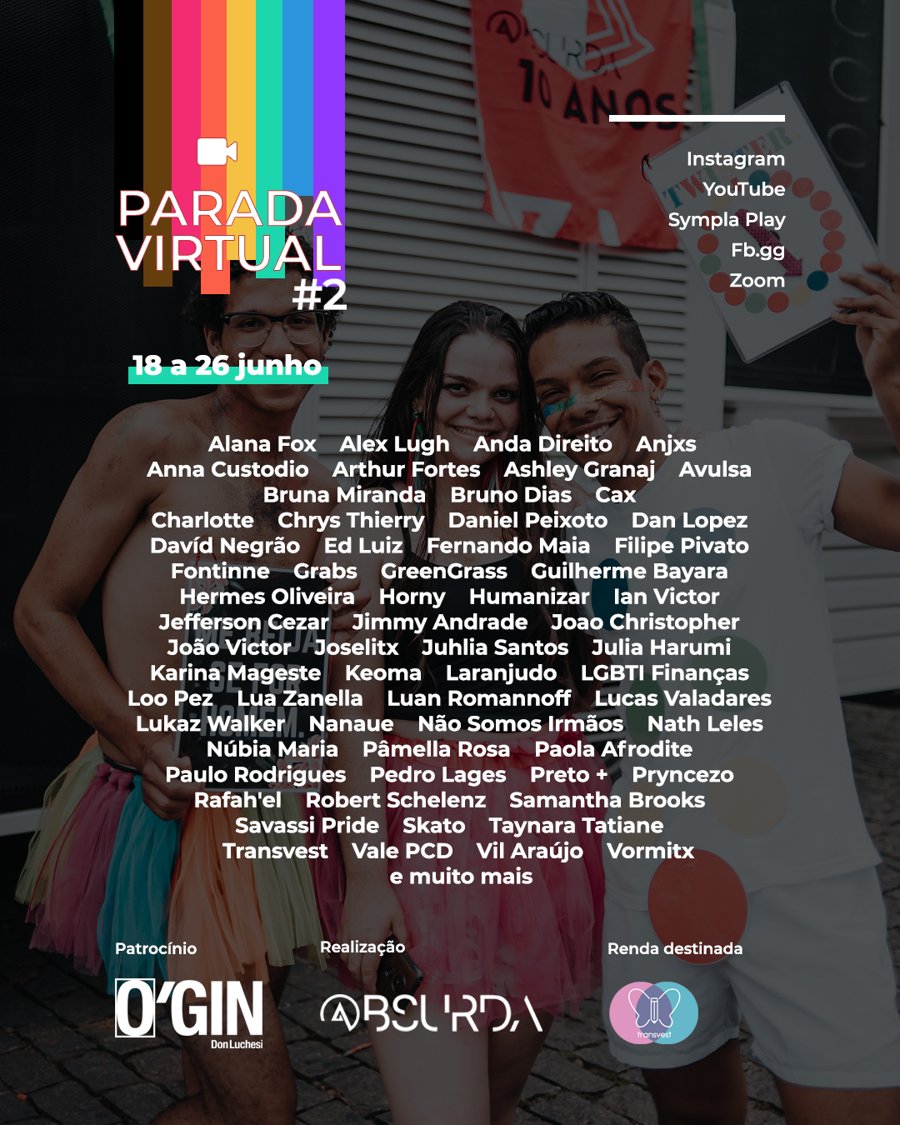 PARADA
VIRTUAL
#2
18 a 26 junho
ABSURDA
10 ANOS
TWISTER
Instagram
YouTube
Sympla Play
Fb.gg
Zoom
Alana Fox Alex Lugh Anda Direito Anjxs
Anna Custodio Arthur Fortes Ashley Granaj Avulsa
Bruna Miranda Bruno Dias Cax
Charlotte Chrys Thierry Daniel Peixoto Dan Lopez
Davíd Negrão Ed Luiz Fernando Maia Filipe Pivato
Fontinne Grabs GreenGrass Guilherme Bayara
Hermes Oliveira Horny Humanizar Ian Victor
Jefferson Cezar Jimmy Andrade Joao Christopher
João Victor Joselitx Juhlia Santos Julia Harumi
Karina Mageste Keoma Laranjudo LGBTI Finanças
Loo Pez Lua Zanella Luan Romannoff Lucas Valadares
Lukaz Walker Nanaue Não Somos Irmãos Nath Leles
Núbia Maria Pâmella Rosa Paola Afrodite
Paulo Rodrigues Pedro Lages Preto + Pryncezo
Rafah'el Robert Schelenz Samantha Brooks
Savassi Pride Skato Taynara Tatiane
Transvest Vale PCD Vil Araújo Vormitx
e muito mais
ME BEIJA
SE FOR
HOMEM.
Patrocínio
O'GIN
Don Luchesi
Realização
ABSURDA
Renda destinada
transvest